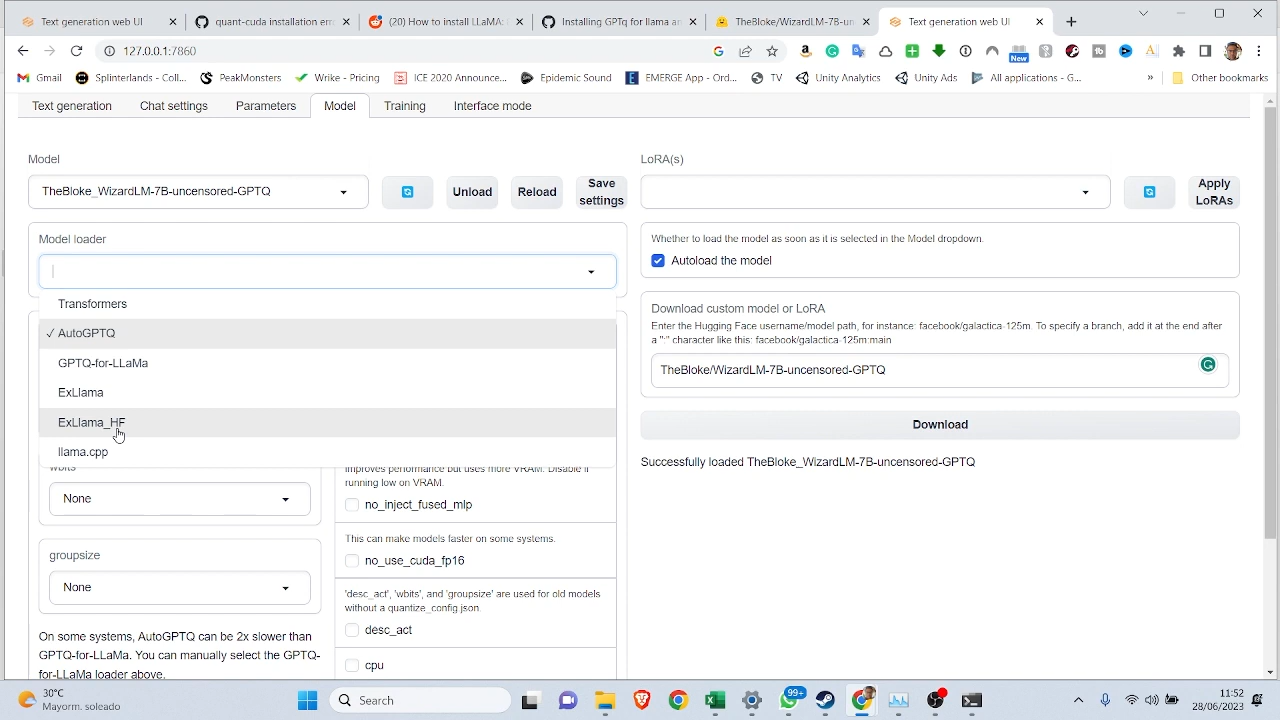 Text generation web UI
quant-cuda installation err
(20) How to install LLaMA: 
Installing GPTq for llama ar
TheBloke/WizardLM-7B-un
Text generation web UI
127.0.0.1:7860
New
Gmail
Splinterlands - Coll...
PeakMonsters
Wrike - Pricing
ICE 2020 Announce...
Epidemic Sound
EMERGE App - Goo...
TV
Unity Analytics
Unity Ads
All applications - G...
»
Other bookmarks
Text generation
Chat settings
Parameters
Model
Training
Interface mode
Model
TheBloke_WizardLM-7B-uncensored-GPTQ
Unload
Reload
Save
settings
LoRA(s)
Apply
LoRAs
Model loader
Transformers
✓ AutoGPTQ
GPTQ-for-LLaMa
ExLlama
ExLlama_HF
llama.cpp
wbits
None
groupsize
None
On some systems, AutoGPTQ can be 2x slower than
GPTQ-for-LLaMa. You can manually select the GPTQ-
for-LLaMa loader above.
improves performance but uses more VRAM. Disable if
running low on VRAM.
no_inject_fused_mlp
This can make models faster on some systems.
no_use_cuda_fp16
'desc_act', 'wbits', and 'groupsize' are used for old models
without a quantize_config.json.
desc_act
cpu
Whether to load the model as soon as it is selected in the Model dropdown.
Autoload the model
Download custom model or LoRA
Enter the Hugging Face username/model path, for instance: facebook/galactica-125m. To specify a branch, add it at the end after
a ":" character like this: facebook/galactica-125m:main
TheBloke/WizardLM-7B-uncensored-GPTQ
Download
Successfully loaded TheBloke_WizardLM-7B-uncensored-GPTQ
30°C
Mayorm. soleado
Search
99+
11:52
28/06/2023